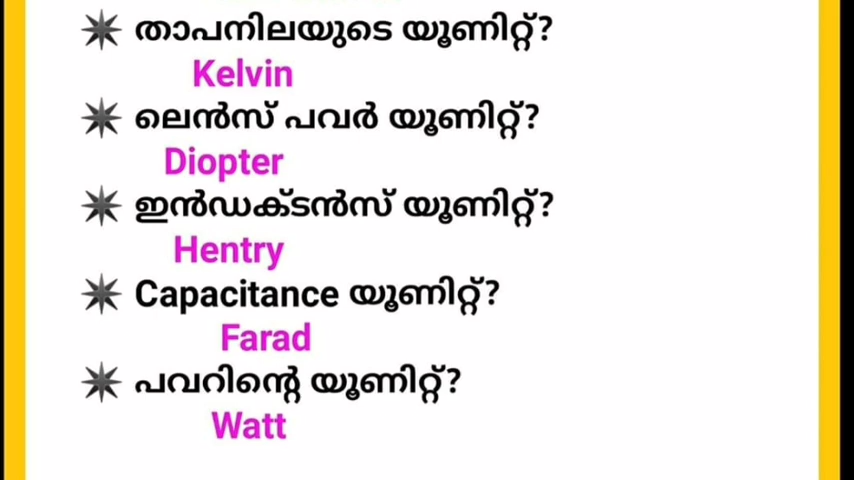 താപനിലയുടെ യൂണിറ്റ്?
Kelvin
ലെൻസ് പവർ യൂണിറ്റ്?
Diopter
ഇൻഡക്ടൻസ് യൂണിറ്റ്?
Hentry
Capacitance യൂണിറ്റ്?
Farad
പവറിന്റെ യൂണിറ്റ്?
Watt